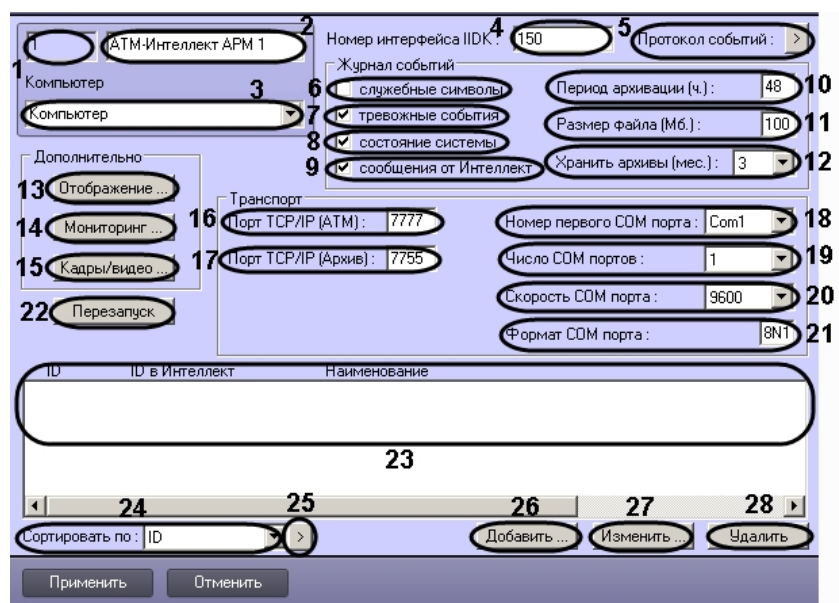 1 АТМ-Интеллект АРМ 1 2 Номер интерфейса IIDK : 4 150 5 Протокол событий : >
1 Компьютер 3
Компьютер
Журнал событий
6 служебные символы
7 тревожные события
8 состояние системы
9 сообщения от Интеллект
Период архивации (ч.) : 48 10
Размер файла (Мб.) : 100 11
Хранить архивы (мес.) : 3 12
Дополнительно
13 Отображение ...
14 Мониторинг ...
15 Кадры/видео ...
22 Перезапуск
Транспорт
16 Порт TCP/IP (АТМ) : 7777
17 Порт TCP/IP (Архив) : 7755
Номер первого COM порта : Com1 18
Число COM портов : 1 19
Скорость COM порта : 9600 20
Формат COM порта : 8N1 21
ID ID в Интеллект Наименование
23
24 25 26 27 28
Сортировать по : ID > Добавить ... Изменить ... Удалить
Применить Отменить